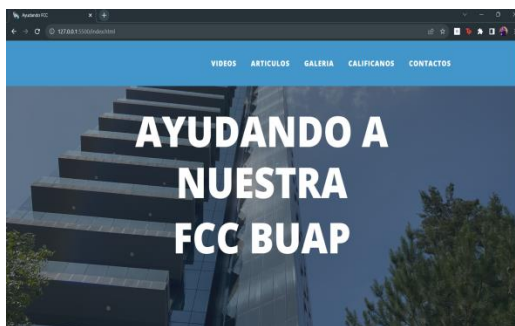 Ayudando FCC
127.0.0.1:5500/index.html
VIDEOS ARTICULOS GALERIA CALIFICANOS CONTACTOS
AYUDANDO A
NUESTRA
FCC BUAP